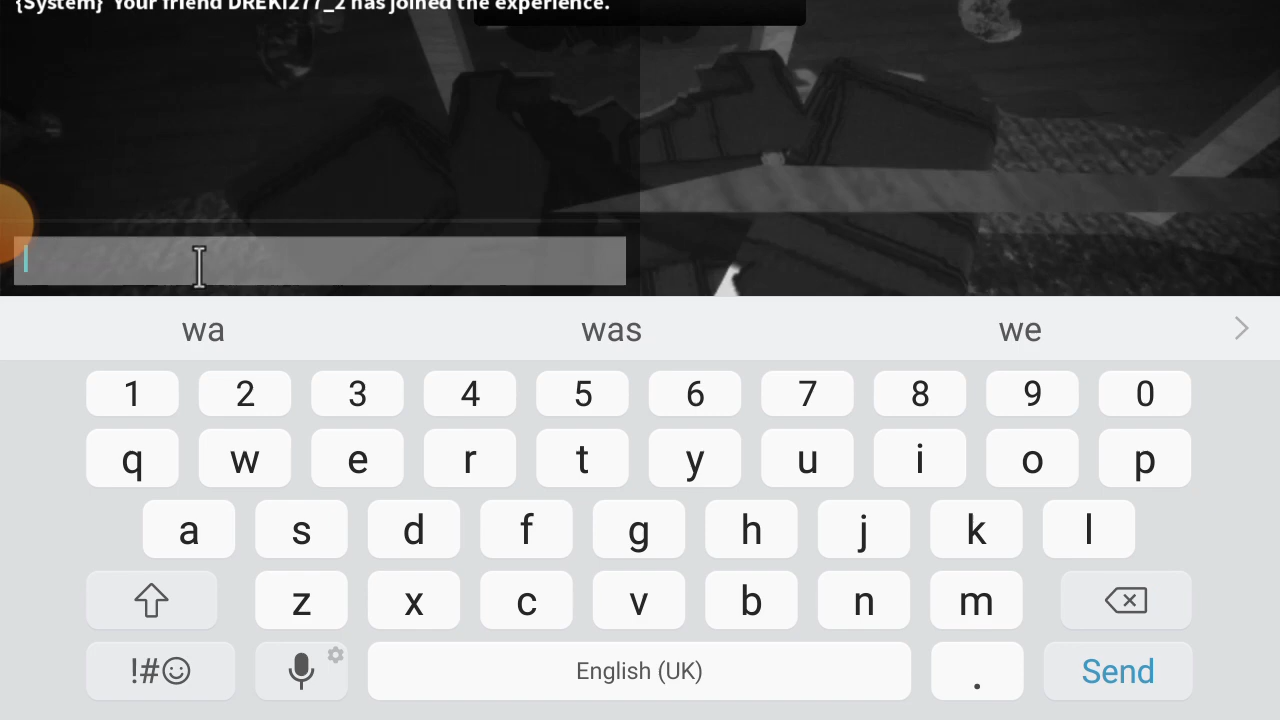 {System} Your friend DREKI277_2 has joined the experience.
wa was we
1 2 3 4 5 6 7 8 9 0
q w e r t y u i o p
a s d f g h j k l
z x c v b n m
!#☺ English (UK) . Send